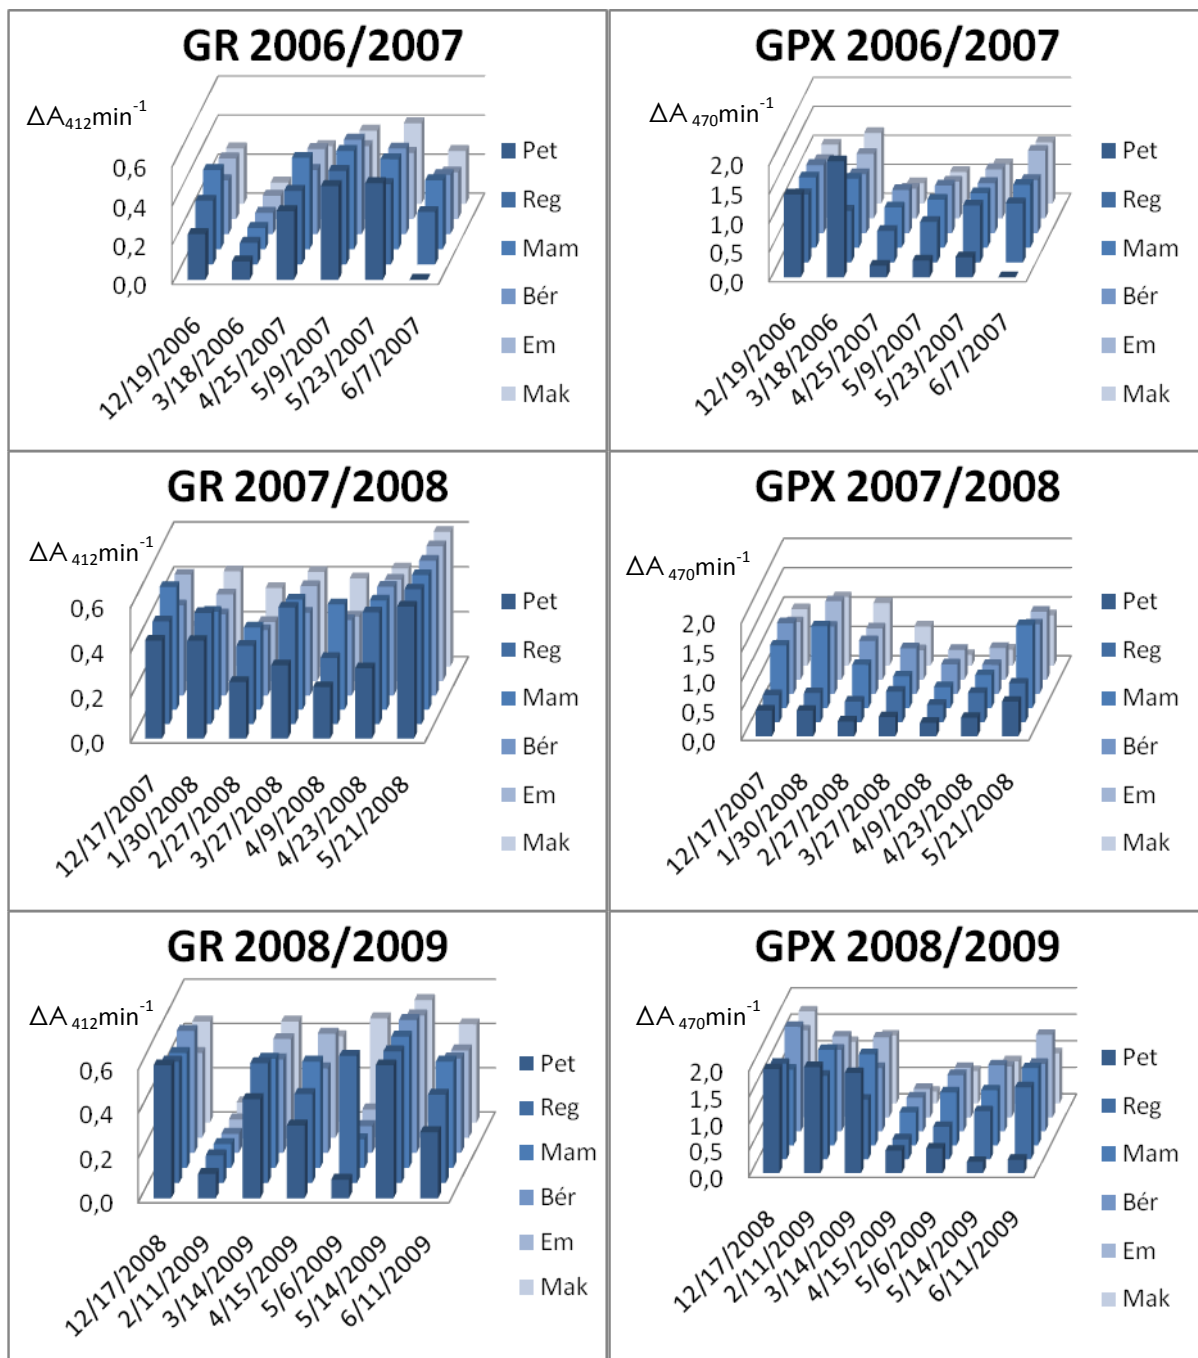 GR 2006/2007
ΔA412min-1
0,6
0,4
0,2
0,0
12/19/2006
3/18/2006
4/25/2007
5/9/2007
5/23/2007
6/7/2007
Pet
Reg
Mam
Bér
Em
Mak
GPX 2006/2007
ΔA 470min-1
2,0
1,5
1,0
0,5
0,0
12/19/2006
3/18/2006
4/25/2007
5/9/2007
5/23/2007
6/7/2007
Pet
Reg
Mam
Bér
Em
Mak
GR 2007/2008
ΔA 412min-1
0,6
0,4
0,2
0,0
12/17/2007
1/30/2008
2/27/2008
3/27/2008
4/9/2008
4/23/2008
5/21/2008
Pet
Reg
Mam
Bér
Em
Mak
GPX 2007/2008
ΔA 470min-1
2,0
1,5
1,0
0,5
0,0
12/17/2007
1/30/2008
2/27/2008
3/27/2008
4/9/2008
4/23/2008
5/21/2008
Pet
Reg
Mam
Bér
Em
Mak
GR 2008/2009
ΔA 412min-1
0,6
0,4
0,2
0,0
12/17/2008
2/11/2009
3/14/2009
4/15/2009
5/6/2009
5/14/2009
6/11/2009
Pet
Reg
Mam
Bér
Em
Mak
GPX 2008/2009
ΔA 470min-1
2,0
1,5
1,0
0,5
0,0
12/17/2008
2/11/2009
3/14/2009
4/15/2009
5/6/2009
5/14/2009
6/11/2009
Pet
Reg
Mam
Bér
Em
Mak